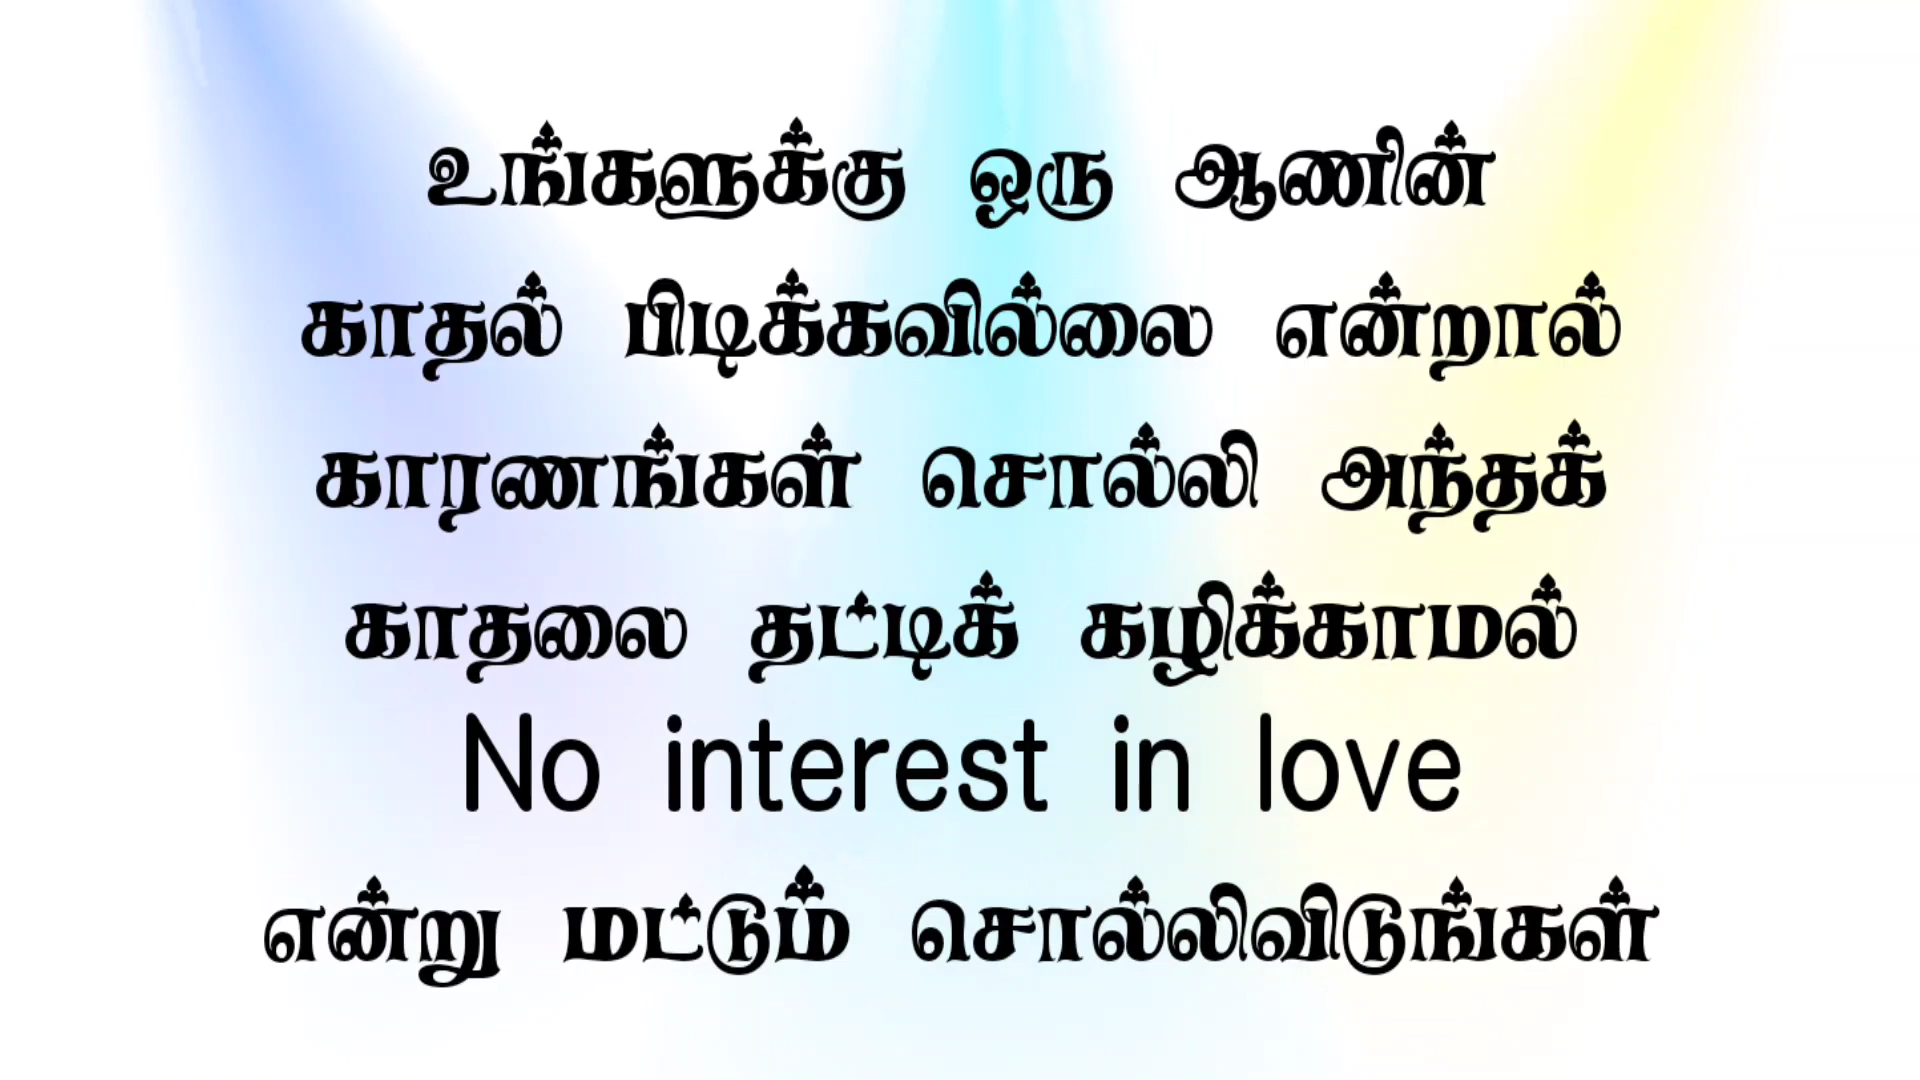 உங்களுக்கு ஒரு ஆணின்
காதல் பிடிக்கவில்லை என்றால்
காரணங்கள் சொல்லி அந்தக்
காதலை தட்டிக் கழிக்காமல்
No interest in love
என்று மட்டும் சொல்லிவிடுங்கள்